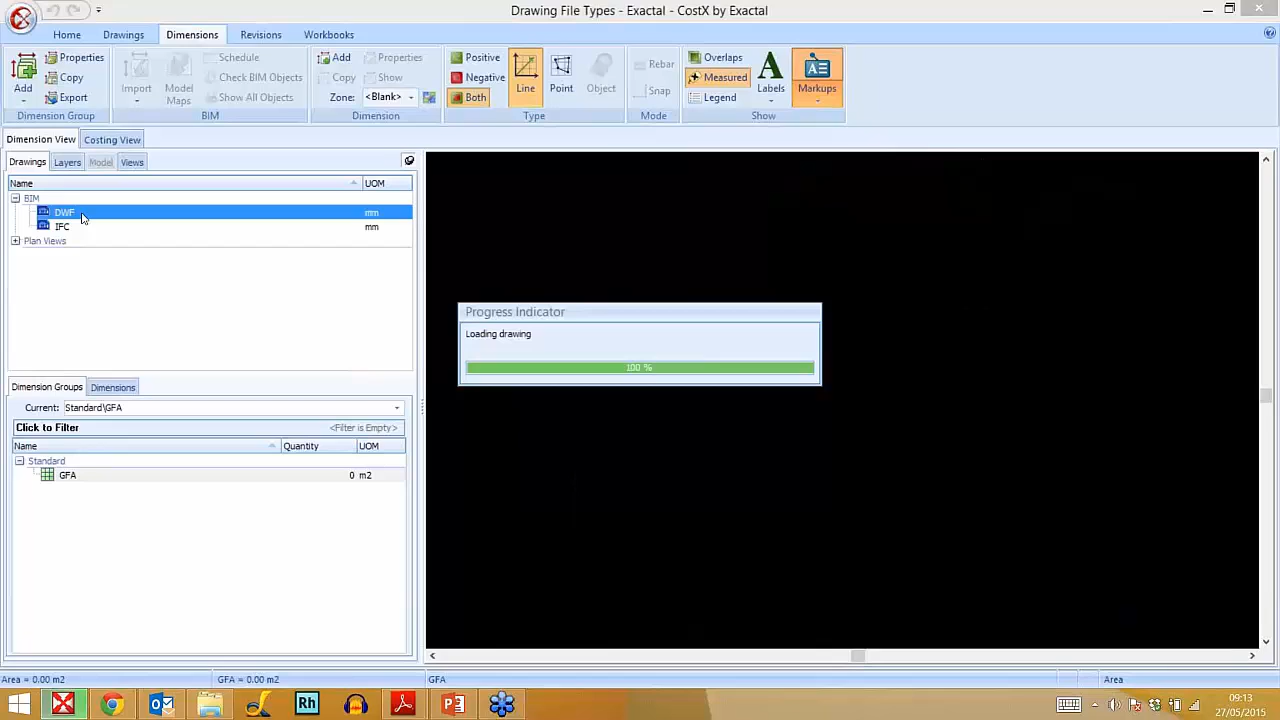 Drawing File Types - Exactal - CostX by Exactal
Home Drawings Dimensions Revisions Workbooks
Add
Properties
Copy
Export
Dimension Group
Import
Model Maps
Schedule
Check BIM Objects
Show All Objects
BIM
Add Properties
Copy Show
Zone: <Blank>
Dimension
Positive
Negative
Both
Line
Point
Object
Type
Rebar
Snap
Mode
Overlaps
Measured
Legend
Labels
Markups
Show
Dimension View Costing View
Drawings Layers Model Views
Name UOM
BIM
DWF mm
IFC mm
Plan Views
Progress Indicator
Loading drawing
100 %
Dimension Groups Dimensions
Current: Standard\GFA
Click to Filter <Filter is Empty>
Name Quantity UOM
Standard
GFA 0 m2
Area = 0.00 m2 GFA = 0.00 m2 GFA Area
Rh
09:13
27/05/2015